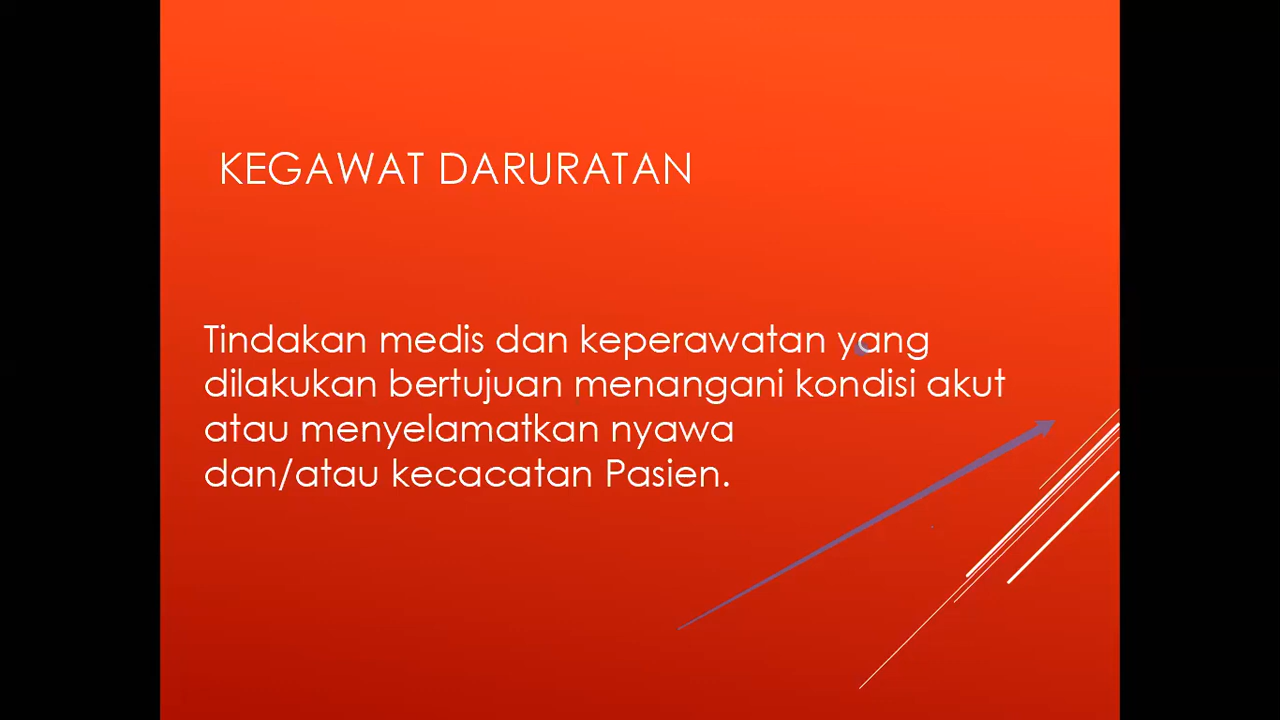 KEGAWAT DARURATAN
Tindakan medis dan keperawatan yang
dilakukan bertujuan menangani kondisi akut
atau menyelamatkan nyawa
dan/atau kecacatan Pasien.